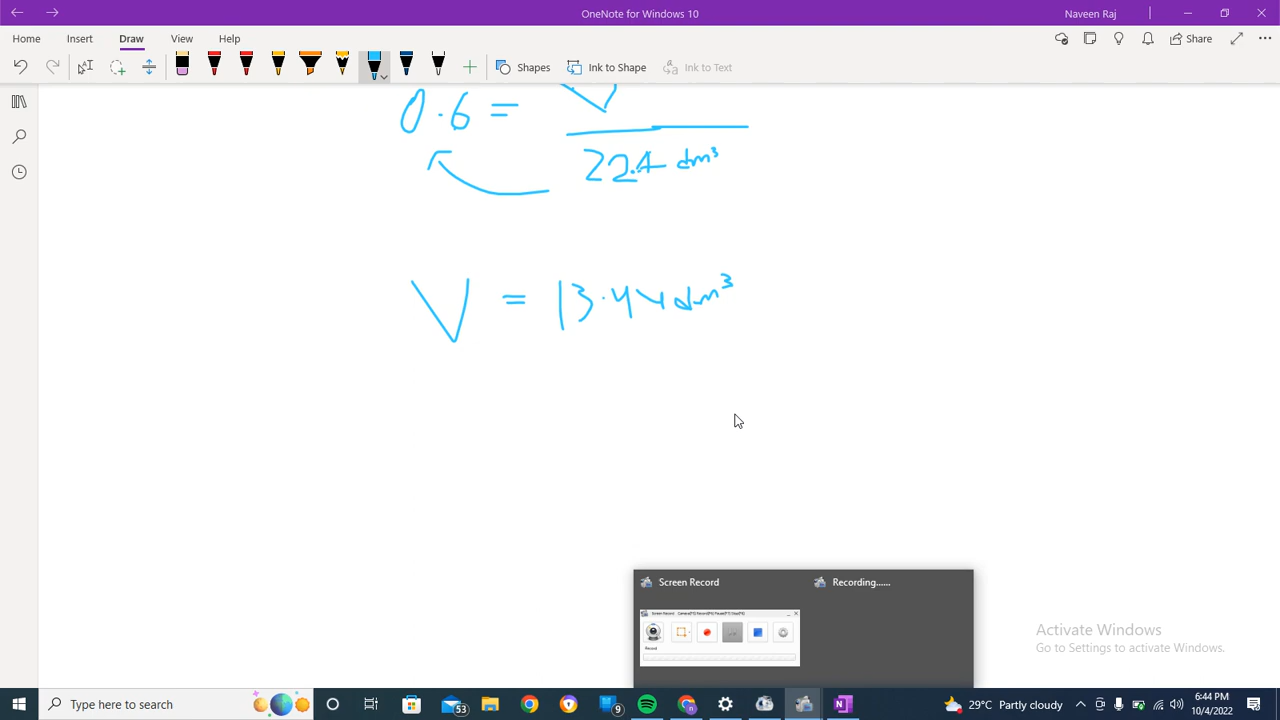 OneNote for Windows 10
Naveen Raj
Home Insert Draw View Help
Share
Shapes Ink to Shape Ink to Text
0.6 = V
22.4 dm³
V = 13.44 dm³
Screen Record Recording......
Activate Windows
Go to Settings to activate Windows.
Type here to search
53
9
29°C Partly cloudy
6:44 PM
10/4/2022